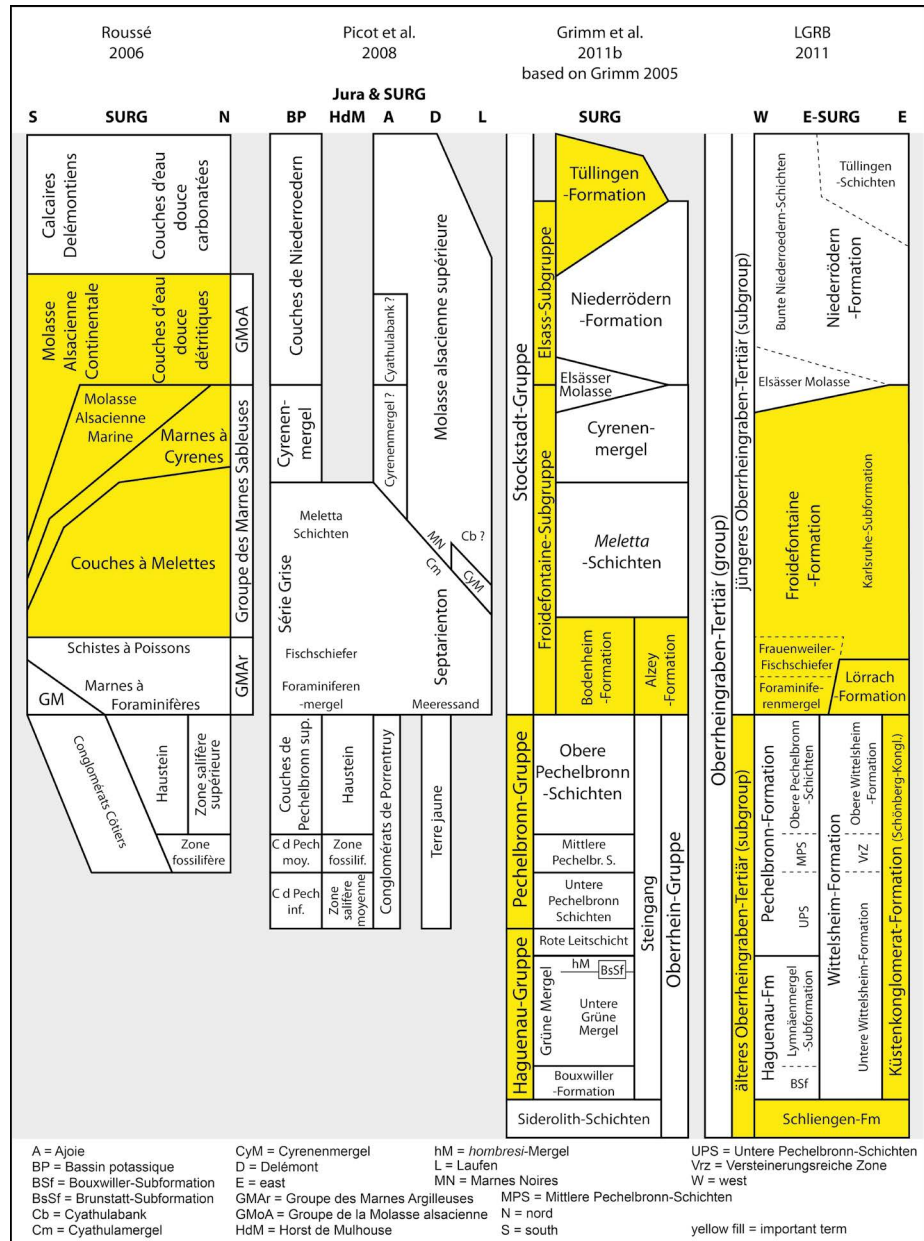 Roussé
2006
Picot et al.
2008
Grimm et al.
2011b
based on Grimm 2005
LGRB
2011
Jura & SURG
S SURG N
BP HdM A D L
SURG
W E-SURG E
Calcaires
Delémontiens
Couches d'eau
douce
carbonatées
Molasse
Alsacienne
Continentale
Couches d'eau
douce
détritiques
GMoA
Molasse
Alsacienne
Marine
Marnes à
Cyrenes
Couches à Melettes
Groupe des Marnes Sableuses
Schistes à Poissons
GM
Marnes à
Foraminifères
GMAr
Conglomérats Côtiers
Haustein
Zone salifère
supérieure
Zone
fossilifère
Couches de Niederroedern
Cyrenen-
mergel
Cyathulabank ?
Cyrenenmergel ?
Molasse alsacienne supérieure
Meletta
Schichten
Série Grise
MN
Cm
Cb ?
CyM
Septarienton
Fischschiefer
Foraminiferen
-mergel
Meeressand
Couches de
Pechelbronn sup.
Haustein
Conglomérats de Porrentruy
Terre jaune
C d Pech
moy.
Zone
fossilif.
C d Pech
inf.
Zone
salifère
moyenne
Stockstadt-Gruppe
Elsass-Subgruppe
Tüllingen
-Formation
Niederrödern
-Formation
Elsässer
Molasse
Froidefontaine-Subgruppe
Cyrenen-
mergel
Meletta
-Schichten
Bodenheim
-Formation
Alzey
-Formation
Pechelbronn-Gruppe
Obere
Pechelbronn
-Schichten
Mittlere
Pechelbr. S.
Untere
Pechelbronn
Schichten
Haguenau-Gruppe
Rote Leitschicht
Grüne Mergel
hM
BsSf
Untere
Grüne
Mergel
Bouxwiller
-Formation
Steingang
Oberrhein-Gruppe
Siderolith-Schichten
Oberrheingraben-Tertiär (group)
jüngeres Oberrheingraben-Tertiär (subgroup)
Bunte Niederroedern-Schichten
Tüllingen
-Schichten
Niederrödern
-Formation
Elsässer Molasse
Froidefontaine
-Formation
Karlsruhe-Subformation
Frauenweiler-
Fischschiefer
Foraminife-
renmergel
Lörrach
-Formation
älteres Oberrheingraben-Tertiär (subgroup)
Pechelbronn-Formation
Obere Pechelbronn
-Schichten
MPS
UPS
Obere Wittelsheim
-Formation
VrZ
Wittelsheim-Formation
Untere Wittelsheim-Formation
Haguenau-Fm
Lymnäenmergel
-Subformation
BSf
Küstenkonglomerat-Formation (Schönberg-Kongl.)
Schliengen-Fm
A = Ajoie
BP = Bassin potassique
BSf = Bouxwiller-Subformation
BsSf = Brunstatt-Subformation
Cb = Cyathulabank
Cm = Cyathulamergel
CyM = Cyrenenmergel
D = Delémont
E = east
GMAr = Groupe des Marnes Argilleuses
GMoA = Groupe de la Molasse alsacienne
HdM = Horst de Mulhouse
hM = hombresi-Mergel
L = Laufen
MN = Marnes Noires
MPS = Mittlere Pechelbronn-Schichten
N = nord
S = south
UPS = Untere Pechelbronn-Schichten
Vrz = Versteinerungsreiche Zone
W = west
yellow fill = important term